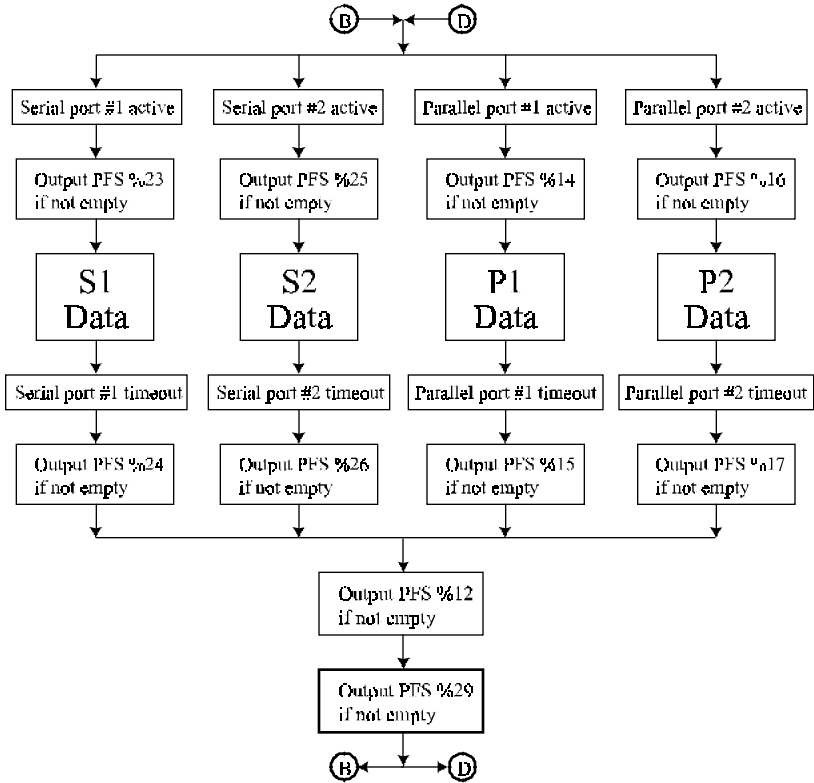 B
D
Serial port #1 active
Serial port #2 active
Parallel port #1 active
Parallel port #2 active
Output PFS %23
if not empty
Output PFS %25
if not empty
Output PFS %14
if not empty
Output PFS %16
if not empty
S1
Data
S2
Data
P1
Data
P2
Data
Serial port #1 timeout
Serial port #2 timeout
Parallel port #1 timeout
Parallel port #2 timeout
Output PFS %24
if not empty
Output PFS %26
if not empty
Output PFS %15
if not empty
Output PFS %17
if not empty
Output PFS %12
if not empty
Output PFS %29
if not empty
B
D